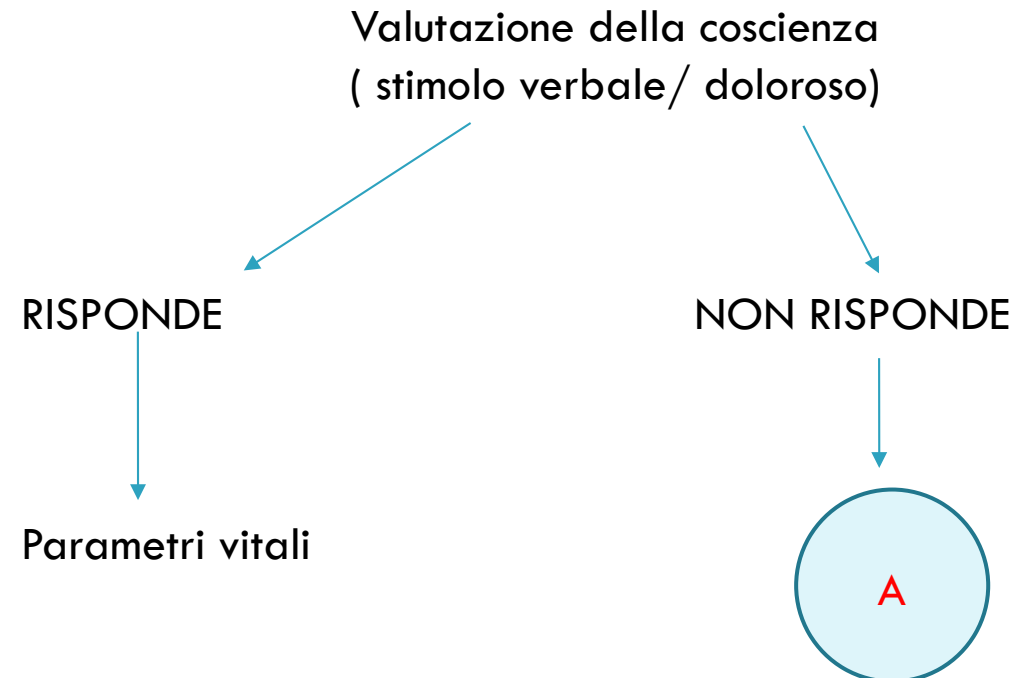 Valutazione della coscienza
( stimolo verbale/ doloroso)
RISPONDE
NON RISPONDE
Parametri vitali
A